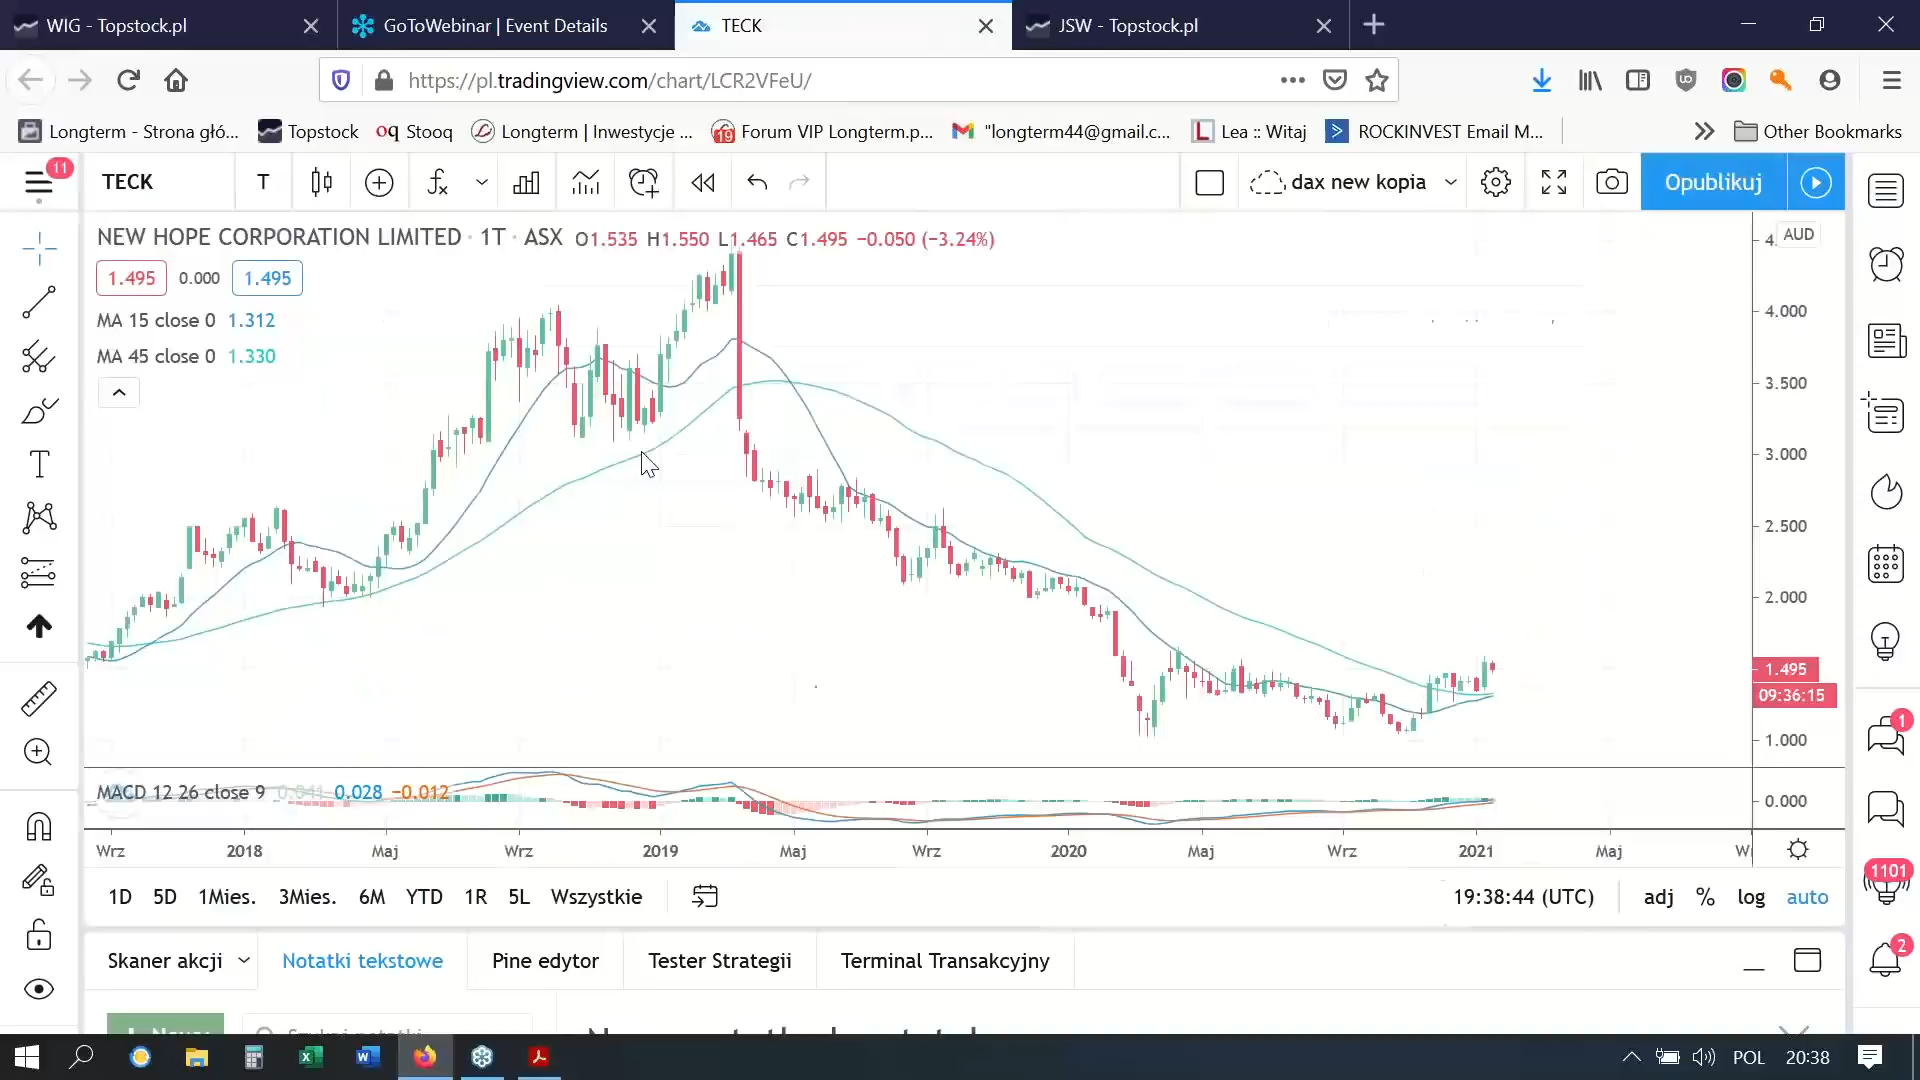 WIG - Topstock.pl
GoToWebinar | Event Details
TECK
JSW - Topstock.pl
https://pl.tradingview.com/chart/LCR2VFeU/
Longterm - Strona głó...
Topstock
oq Stooq
Longterm | Inwestycje ...
19 Forum VIP Longterm.p...
"longterm44@gmail.c...
Lea :: Witaj
ROCKINVEST Email M...
Other Bookmarks
11
TECK
T
dax new kopia
Opublikuj
NEW HOPE CORPORATION LIMITED · 1T · ASX O1.535 H1.550 L1.465 C1.495 −0.050 (−3.24%)
AUD
1.495 0.000 1.495
MA 15 close 0 1.312
MA 45 close 0 1.330
4.000
3.500
3.000
2.500
2.000
1.495
09:36:15
1.000
MACD 12 26 close 9 0.041 0.028 −0.012
0.000
Wrz 2018 Maj Wrz 2019 Maj Wrz 2020 Maj Wrz 2021 Maj
1D 5D 1Mies. 3Mies. 6M YTD 1R 5L Wszystkie
19:38:44 (UTC) adj % log auto
1
1101
2
Skaner akcji
Notatki tekstowe
Pine edytor
Tester Strategii
Terminal Transakcyjny
POL 20:38